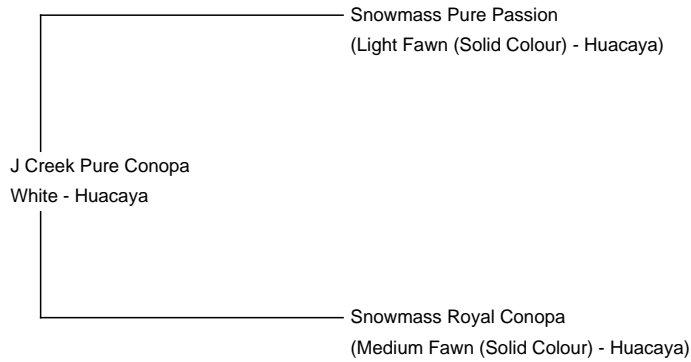 Snowmass Pure Passion
(Light Fawn (Solid Colour) - Huacaya)
J Creek Pure Conopa
White - Huacaya
Snowmass Royal Conopa
(Medium Fawn (Solid Colour) - Huacaya)